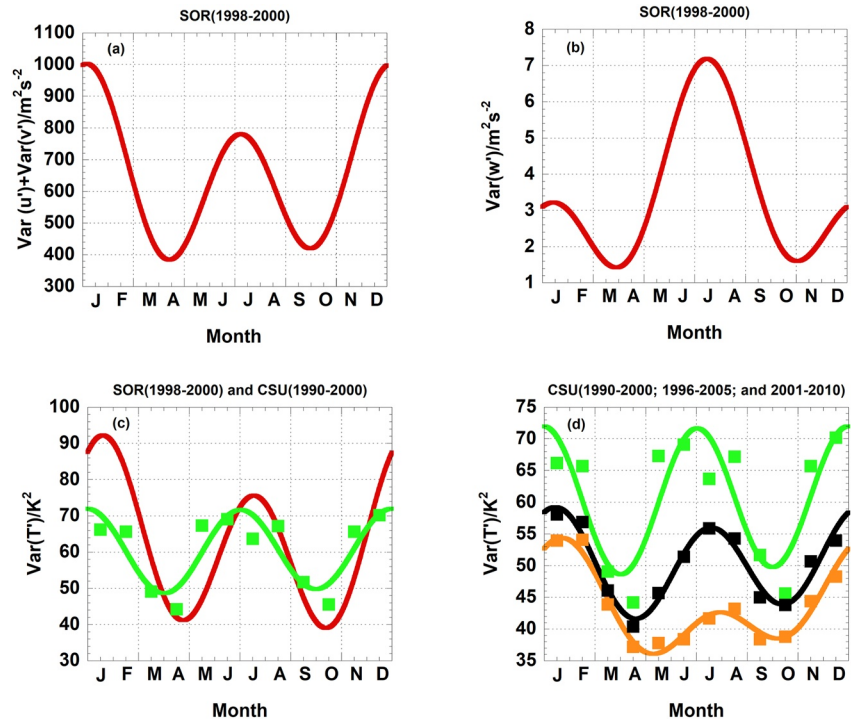 SOR(1998-2000)
(a)
Var (u')+Var(v')/m²s⁻²
1100
1000
900
800
700
600
500
400
300
J F M A M J J A S O N D
Month
SOR(1998-2000)
(b)
Var(w')/m²s⁻²
8
7
6
5
4
3
2
1
J F M A M J J A S O N D
Month
SOR(1998-2000) and CSU(1990-2000)
(c)
Var(T')/K²
100
90
80
70
60
50
40
30
J F M A M J J A S O N D
Month
CSU(1990-2000; 1996-2005; and 2001-2010)
(d)
Var(T')/K²
75
70
65
60
55
50
45
40
35
J F M A M J J A S O N D
Month